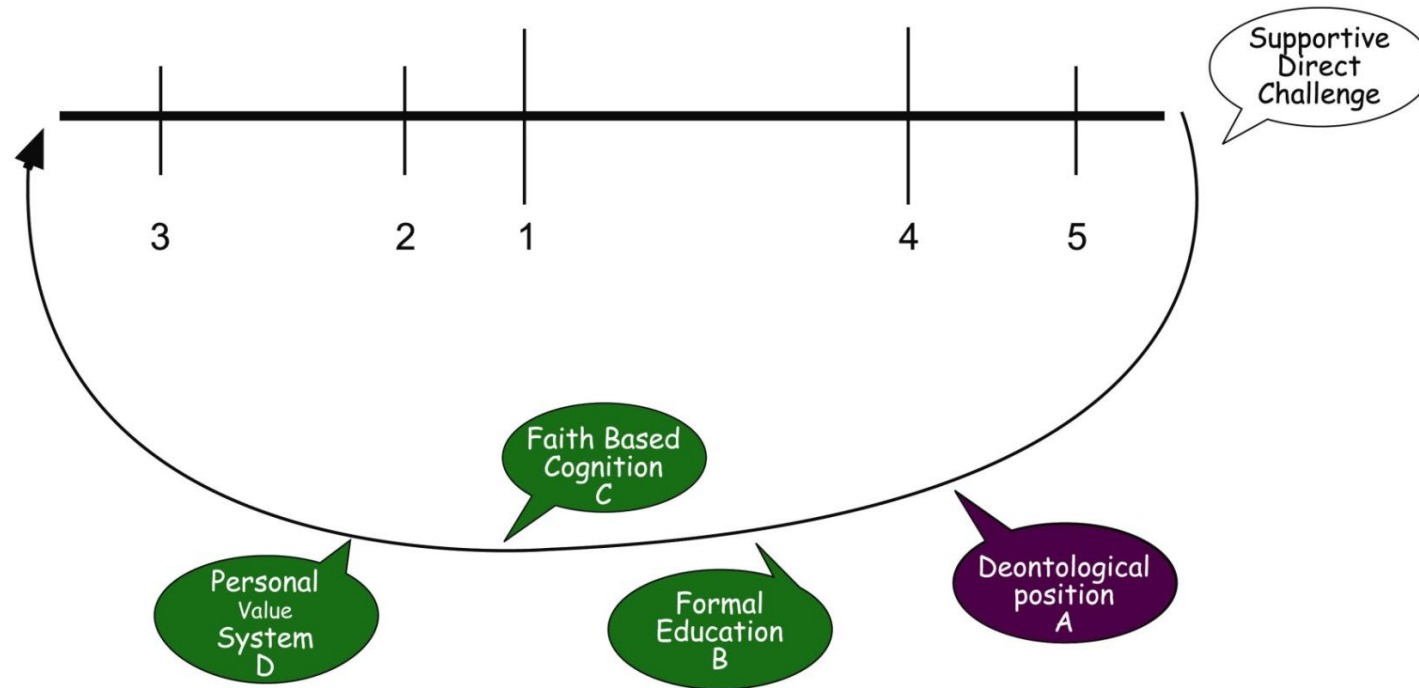 Supportive
Direct
Challenge
3 2 1 4 5
Faith Based
Cognition
C
Personal
Value
System
D
Formal
Education
B
Deontological
position
A